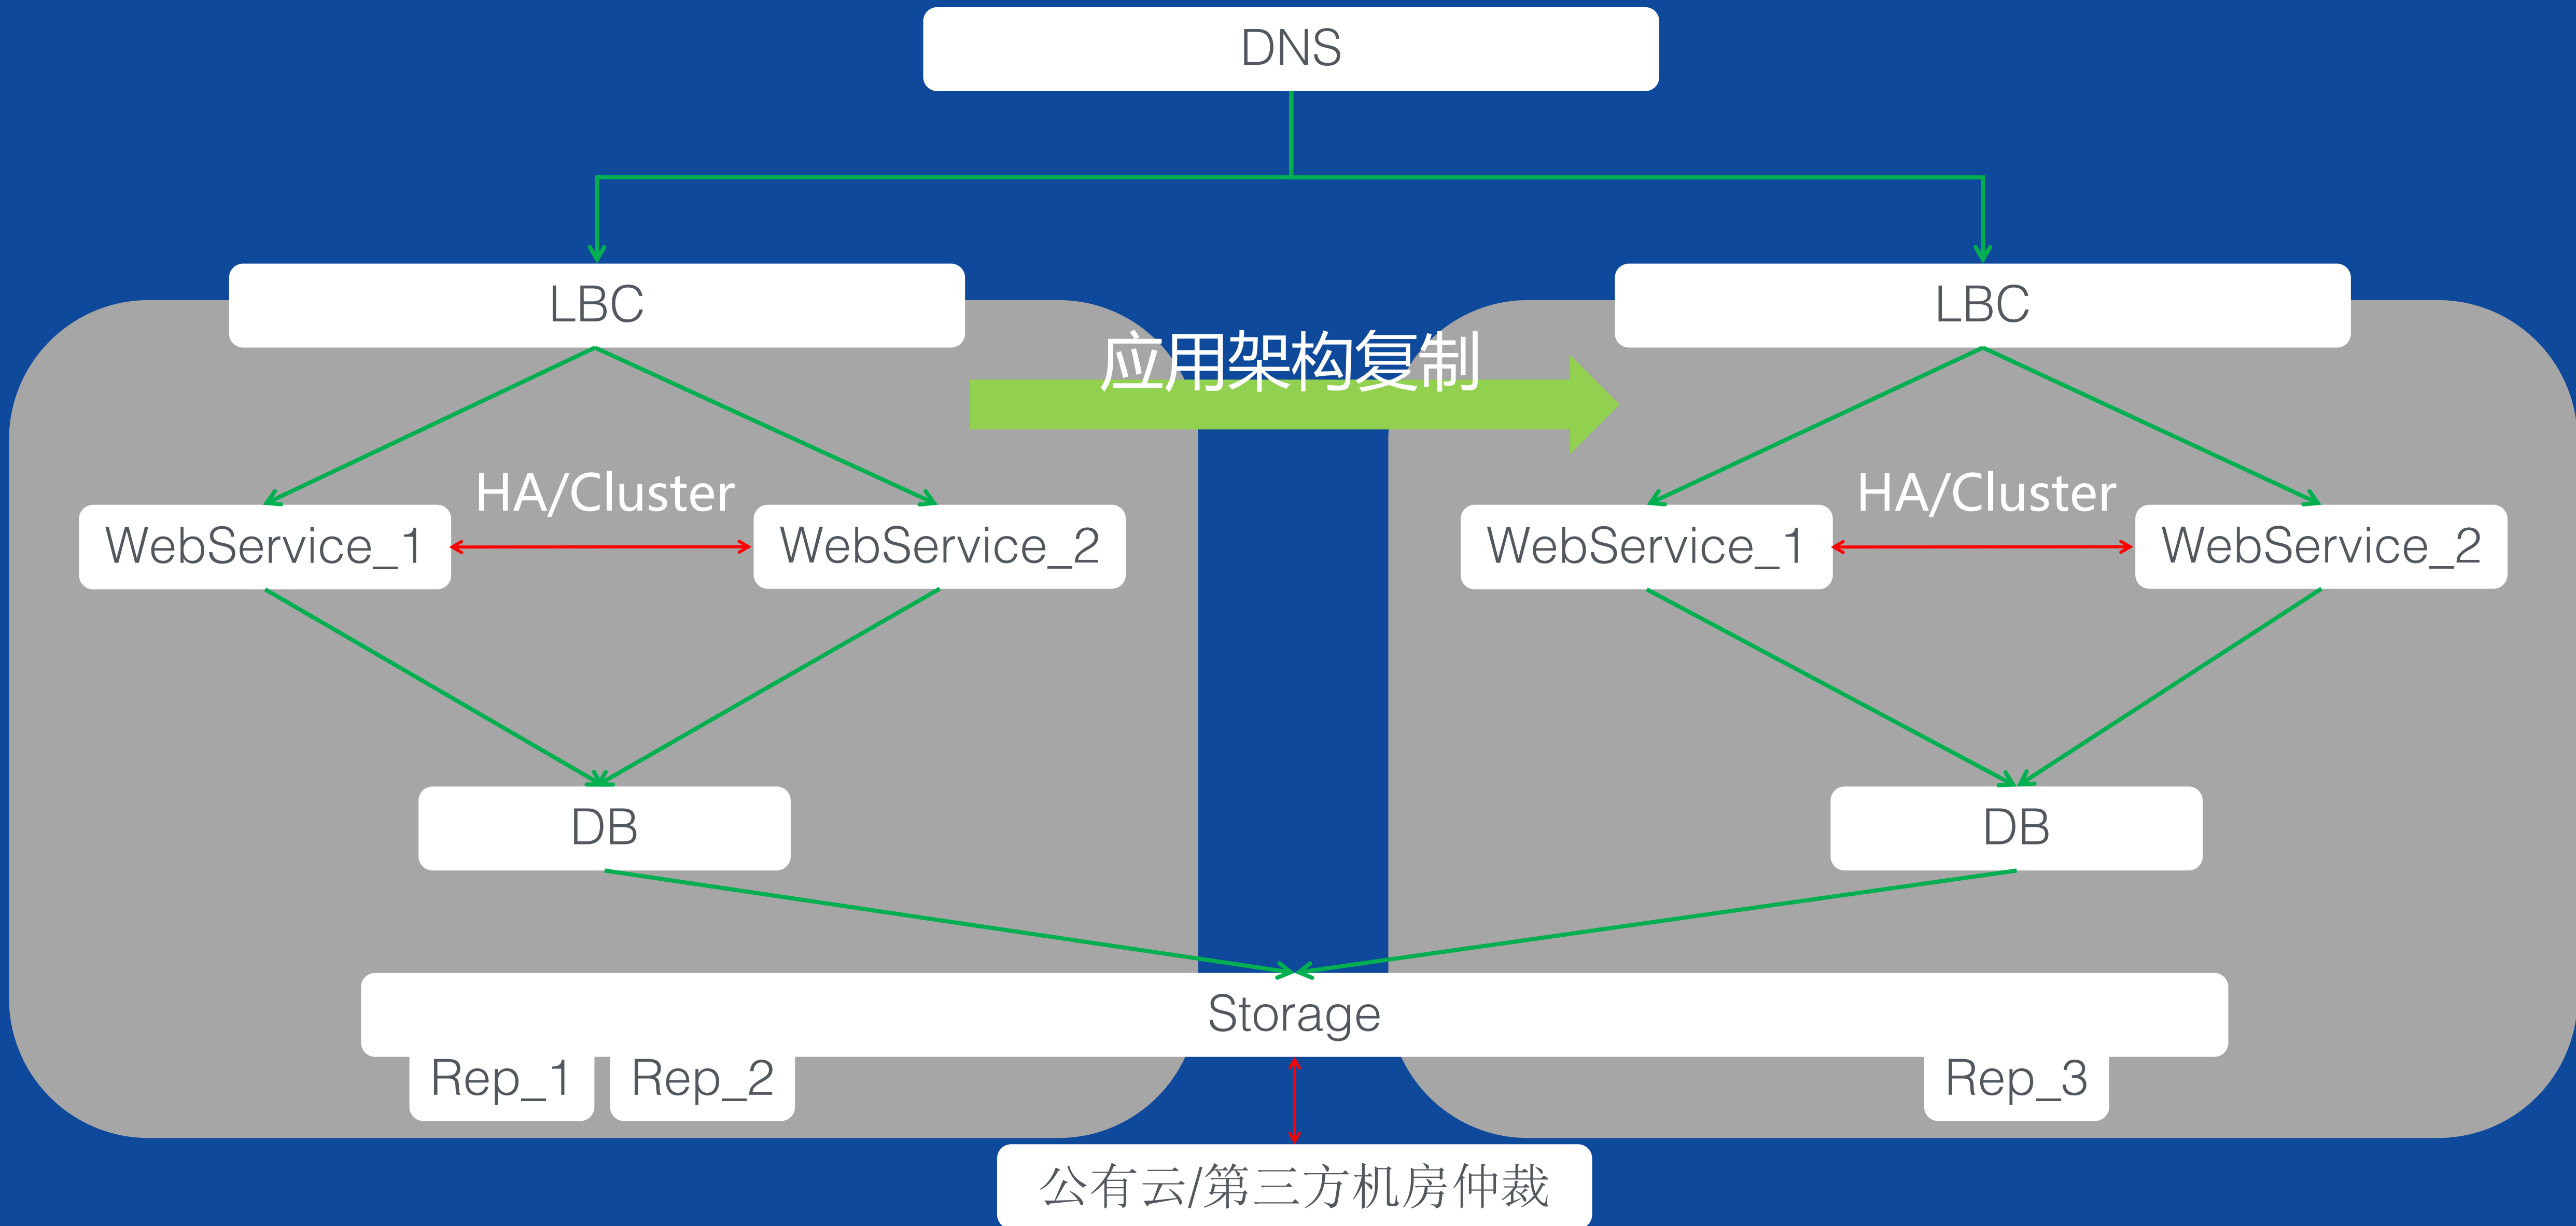 DNS
LBC
LBC
应用架构复制
HA/Cluster
HA/Cluster
WebService_1
WebService_2
WebService_1
WebService_2
DB
DB
Storage
Rep_1
Rep_2
Rep_3
公有云/第三方机房仲裁